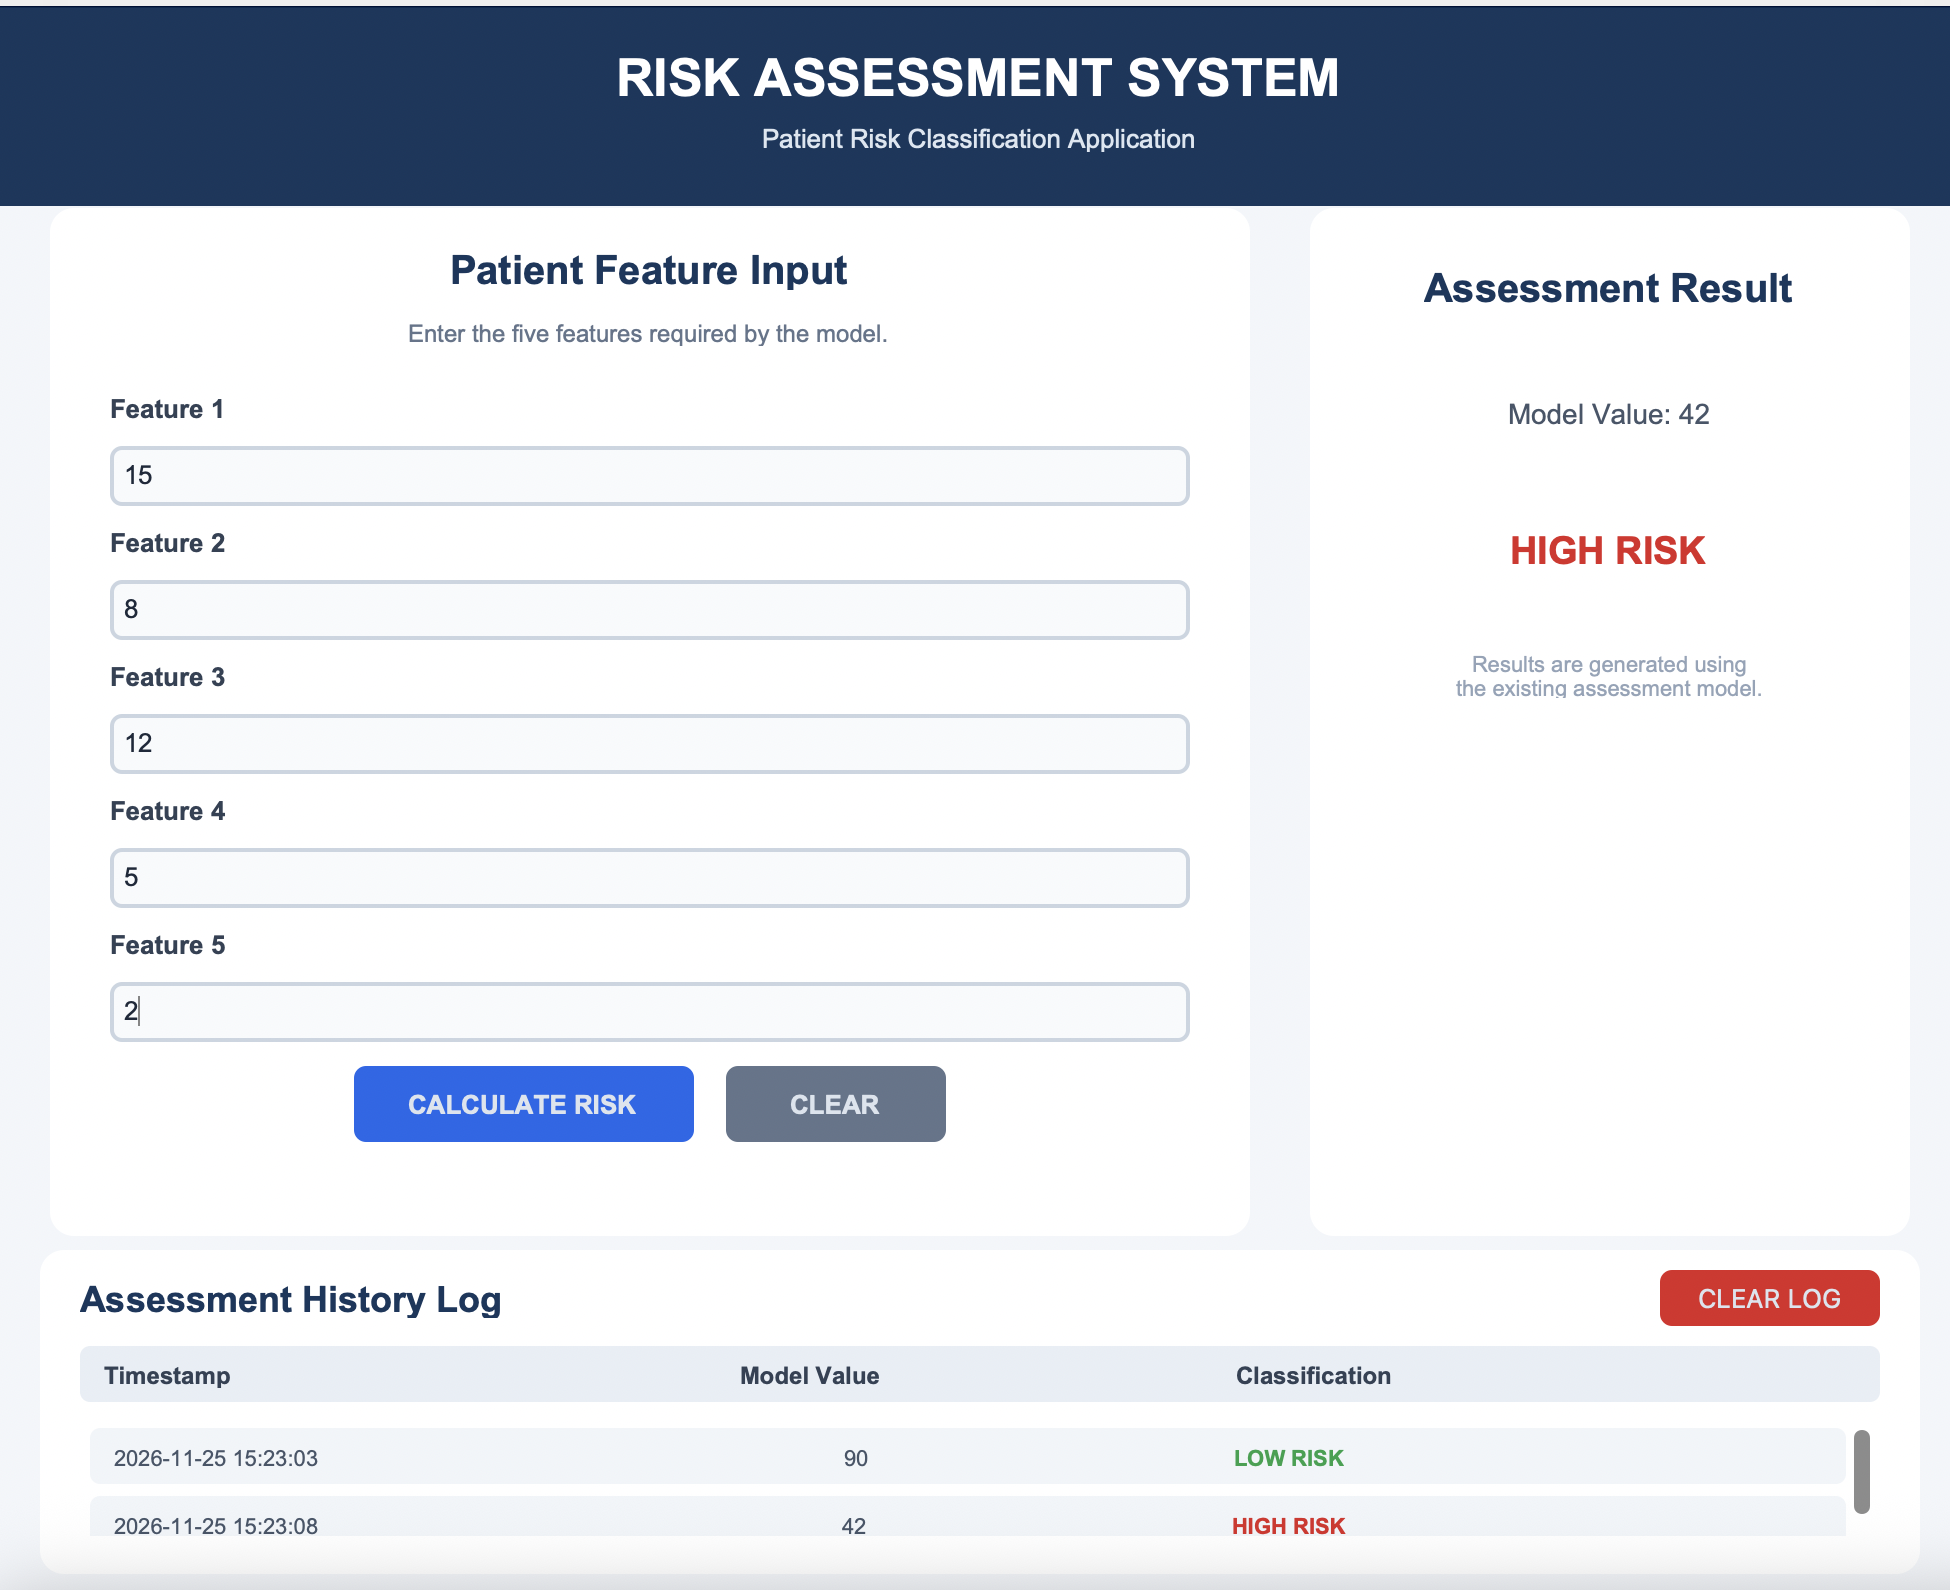 RISK ASSESSMENT SYSTEM
Patient Risk Classification Application
Patient Feature Input
Enter the five features required by the model.
Feature 1
15
Feature 2
8
Feature 3
12
Feature 4
5
Feature 5
2
CALCULATE RISK CLEAR
Assessment Result
Model Value: 42
HIGH RISK
Results are generated using
the existing assessment model.
Assessment History Log
CLEAR LOG
Timestamp Model Value Classification
2026-11-25 15:23:03 90 LOW RISK
2026-11-25 15:23:08 42 HIGH RISK